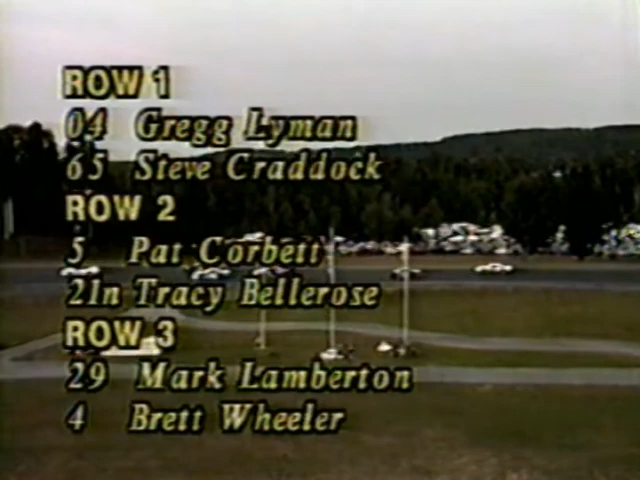 ROW 1
04 Gregg Lyman
65 Steve Craddock
ROW 2
5 Pat Corbett
21n Tracy Bellerose
ROW 3
29 Mark Lamberton
4 Brett Wheeler